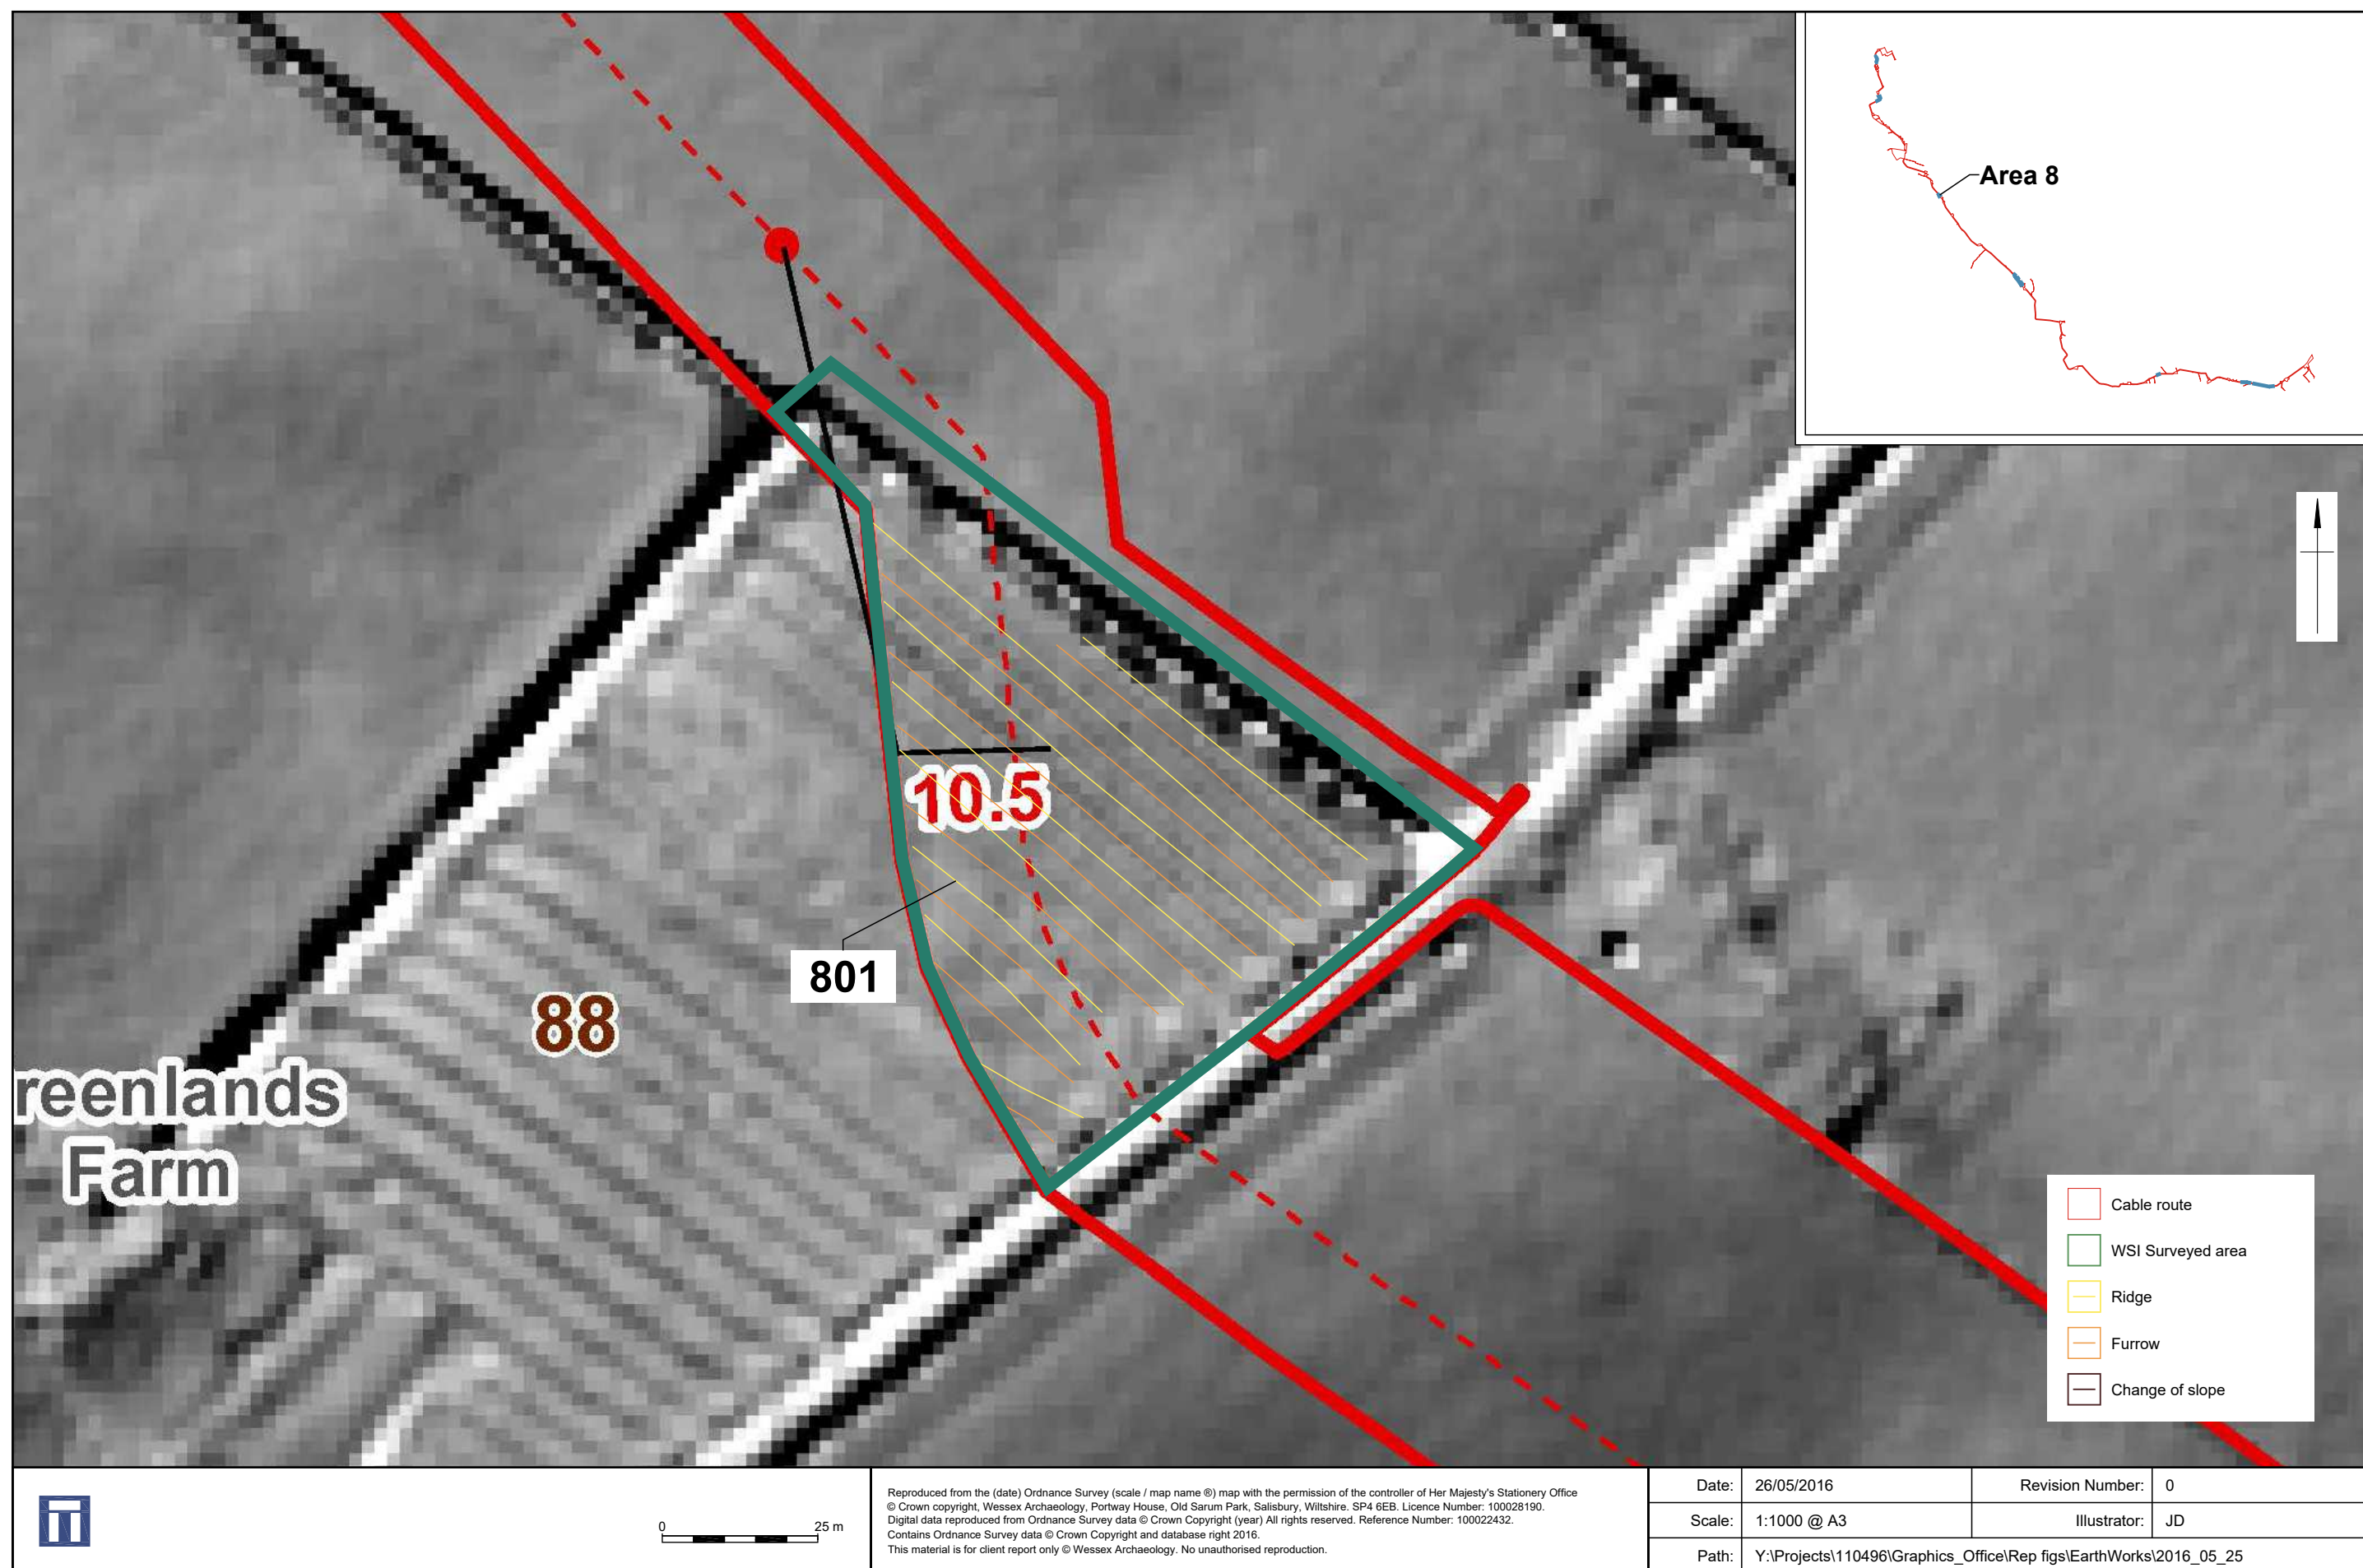 Area 8
10.5
801
88
reenlands
Farm
Cable route
WSI Surveyed area
Ridge
Furrow
Change of slope
0 25 m
Reproduced from the (date) Ordnance Survey (scale / map name ®) map with the permission of the controller of Her Majesty's Stationery Office
© Crown copyright, Wessex Archaeology, Portway House, Old Sarum Park, Salisbury, Wiltshire. SP4 6EB. Licence Number: 100028190.
Digital data reproduced from Ordnance Survey data © Crown Copyright (year) All rights reserved. Reference Number: 100022432.
Contains Ordnance Survey data © Crown Copyright and database right 2016.
This material is for client report only © Wessex Archaeology. No unauthorised reproduction.
Date: 26/05/2016 Revision Number: 0
Scale: 1:1000 @ A3 Illustrator: JD
Path: Y:\Projects\110496\Graphics_Office\Rep figs\EarthWorks\2016_05_25